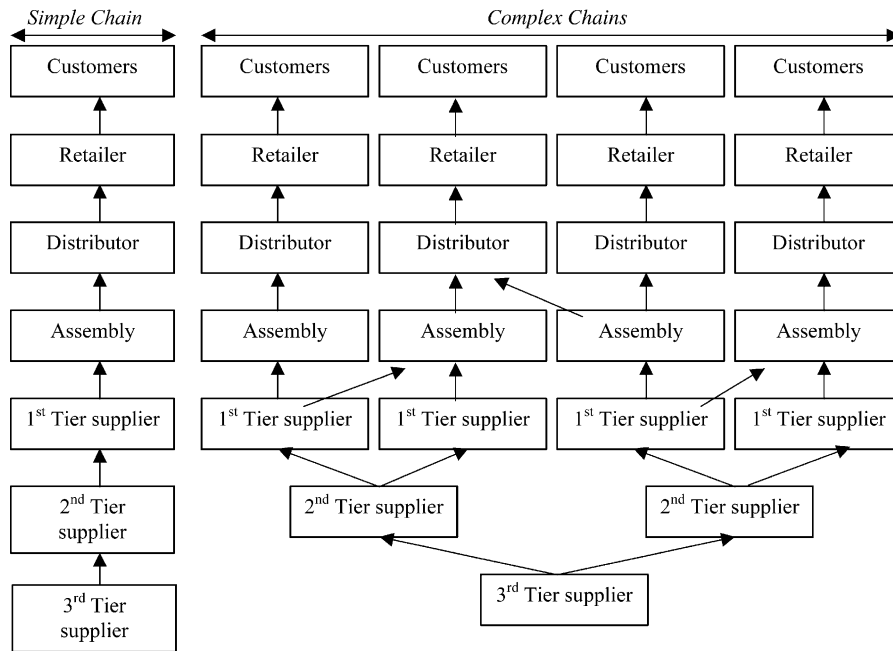 Simple Chain
Complex Chains
Customers
Customers
Customers
Customers
Customers
Retailer
Retailer
Retailer
Retailer
Retailer
Distributor
Distributor
Distributor
Distributor
Distributor
Assembly
Assembly
Assembly
Assembly
Assembly
1st Tier supplier
1st Tier supplier
1st Tier supplier
1st Tier supplier
1st Tier supplier
2nd Tier
supplier
2nd Tier supplier
2nd Tier supplier
3rd Tier
supplier
3rd Tier supplier